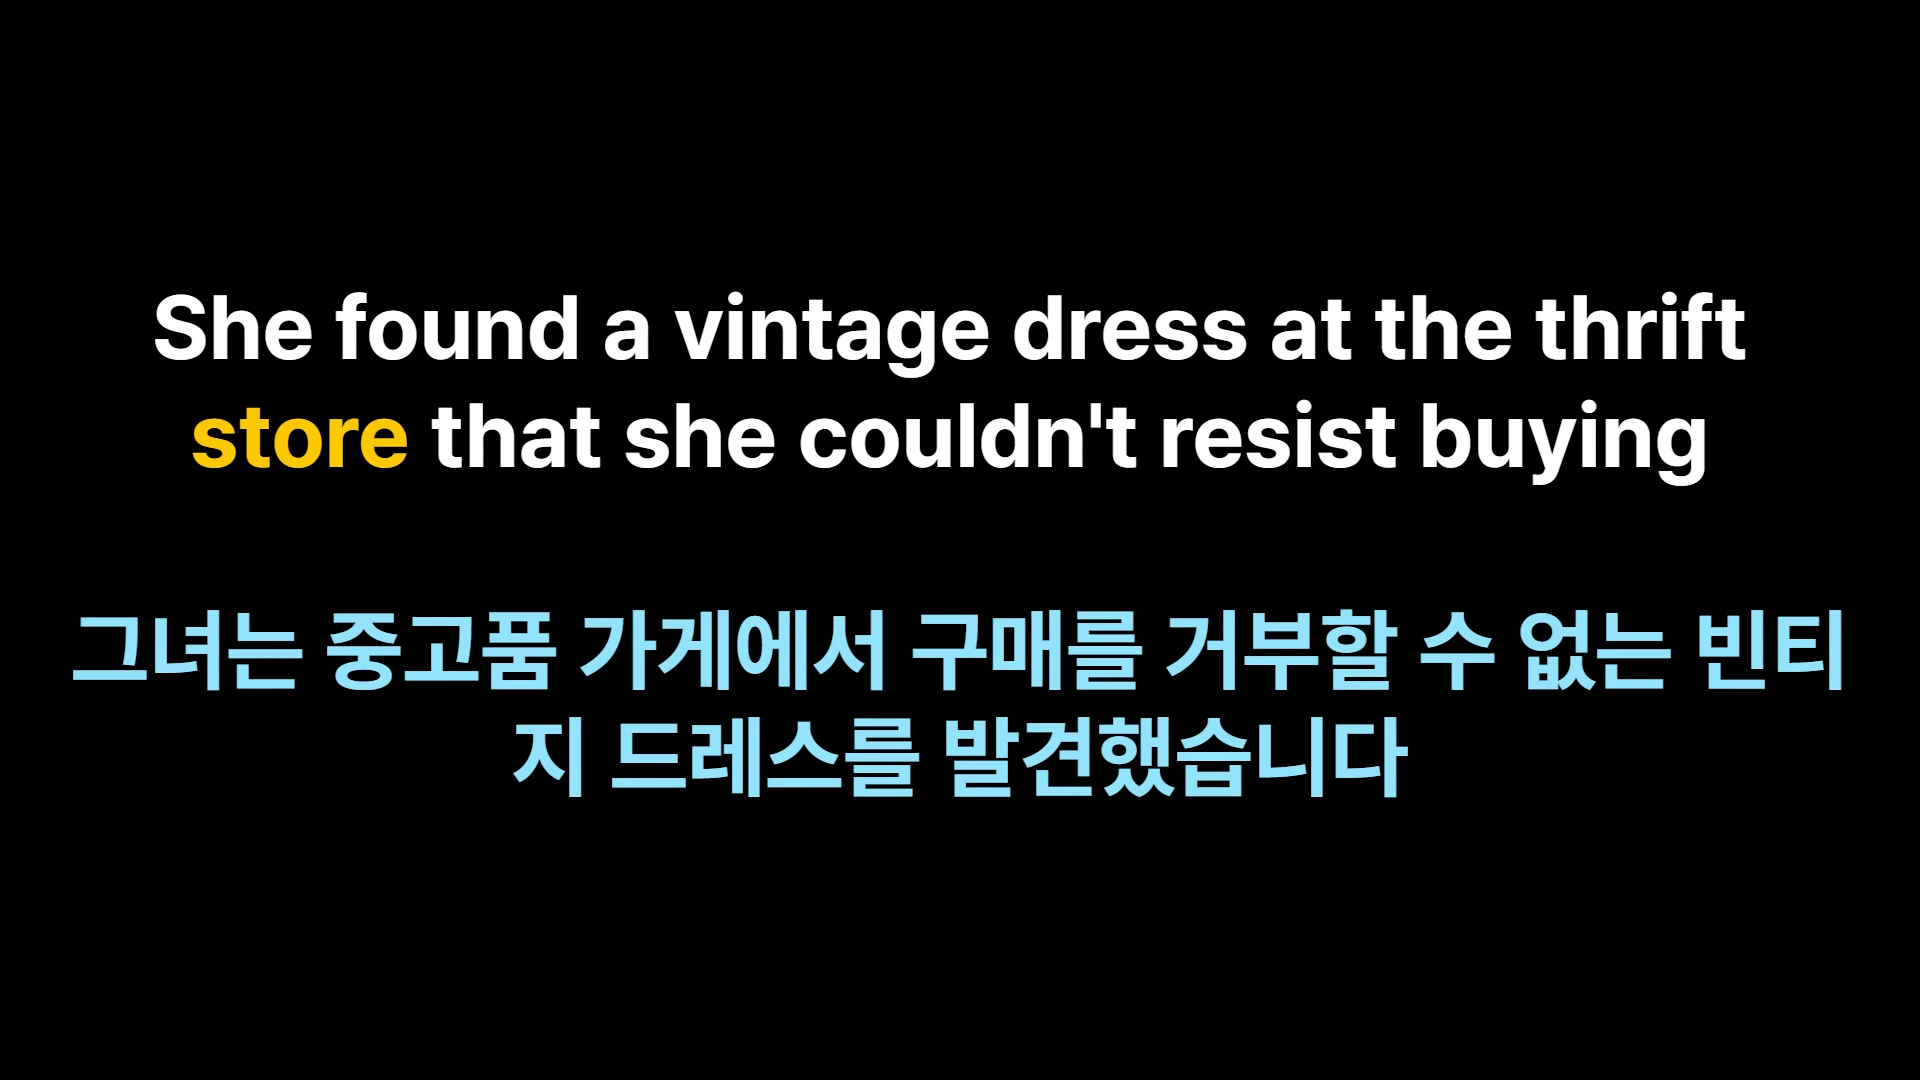 She found a vintage dress at the thrift
store that she couldn't resist buying
그녀는 중고품 가게에서 구매를 거부할 수 없는 빈티
지 드레스를 발견했습니다